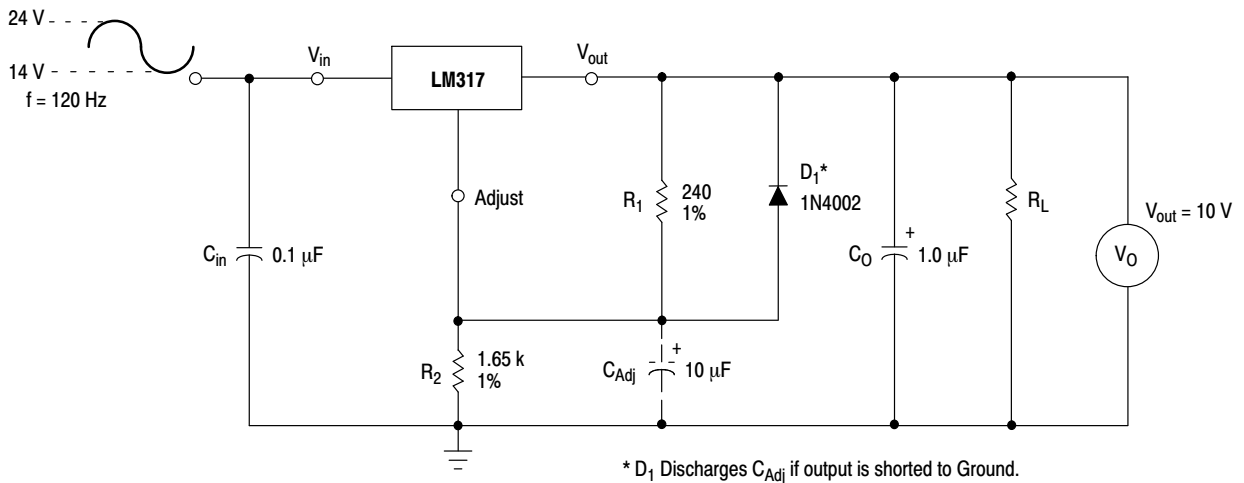 24 V
14 V
f = 120 Hz
V_in
LM317
V_out
Adjust
C_in 0.1 μF
R_1 240
1%
D_1*
1N4002
C_O + 1.0 μF
R_L
V_out = 10 V
V_O
R_2 1.65 k
1%
C_Adj + 10 μF
* D_1 Discharges C_Adj if output is shorted to Ground.